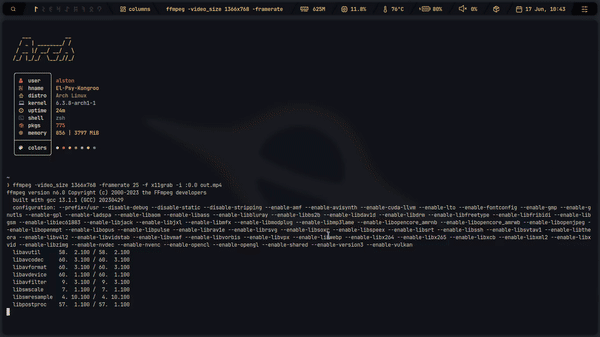 columns ffmpeg -video_size 1366x768 -framerate 625M 11.8% 76°C 80% 0% 17 Jun, 10:43
user alston
hname El-Psy-Kongroo
distro Arch Linux
kernel 6.3.8-arch1-1
uptime 24m
shell zsh
pkgs 775
memory 856 | 3797 MiB
colors
~
❯ ffmpeg -video_size 1366x768 -framerate 25 -f x11grab -i :0.0 out.mp4
ffmpeg version n6.0 Copyright (c) 2000-2023 the FFmpeg developers
built with gcc 13.1.1 (GCC) 20230429
configuration: --prefix=/usr --disable-debug --disable-static --disable-stripping --enable-amf --enable-avisynth --enable-cuda-llvm --enable-lto --enable-fontconfig --enable-gmp --enable-g
nutls --enable-gpl --enable-ladspa --enable-libaom --enable-libass --enable-libbluray --enable-libbs2b --enable-libdav1d --enable-libdrm --enable-libfreetype --enable-libfribidi --enable-lib
gsm --enable-libiec61883 --enable-libjack --enable-libjxl --enable-libmfx --enable-libmodplug --enable-libmp3lame --enable-libopencore_amrnb --enable-libopencore_amrwb --enable-libopenjpeg -
-enable-libopenmpt --enable-libopus --enable-libpulse --enable-librav1e --enable-librsvg --enable-libsoxr --enable-libspeex --enable-libsrt --enable-libssh --enable-libsvtav1 --enable-libthe
ora --enable-libv4l2 --enable-libvidstab --enable-libvmaf --enable-libvorbis --enable-libvpx --enable-libwebp --enable-libx264 --enable-libx265 --enable-libxcb --enable-libxml2 --enable-libx
vid --enable-libzimg --enable-nvdec --enable-nvenc --enable-opencl --enable-opengl --enable-shared --enable-version3 --enable-vulkan
libavutil 58. 2.100 / 58. 2.100
libavcodec 60. 3.100 / 60. 3.100
libavformat 60. 3.100 / 60. 3.100
libavdevice 60. 1.100 / 60. 1.100
libavfilter 9. 3.100 / 9. 3.100
libswscale 7. 1.100 / 7. 1.100
libswresample 4. 10.100 / 4. 10.100
libpostproc 57. 1.100 / 57. 1.100